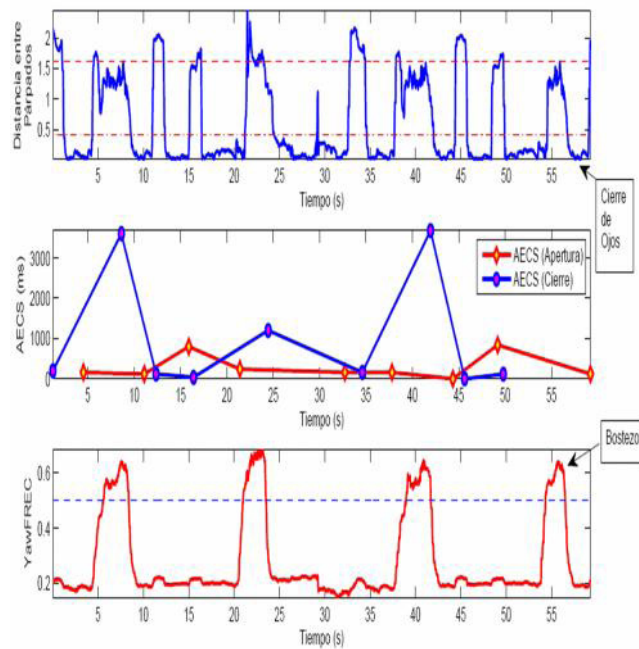 Distancia entre
Párpados
2
1.5
1
0.5
5 10 15 20 25 30 35 40 45 50 55
Tiempo (s)
Cierre
de
Ojos
AECS (ms)
3000
2000
1000
0
AECS (Apertura)
AECS (Cierre)
5 10 15 20 25 30 35 40 45 50 55
Tiempo (s)
Bostezo
YawFREC
0.6
0.4
0.2
5 10 15 20 25 30 35 40 45 50 55
Tiempo (s)